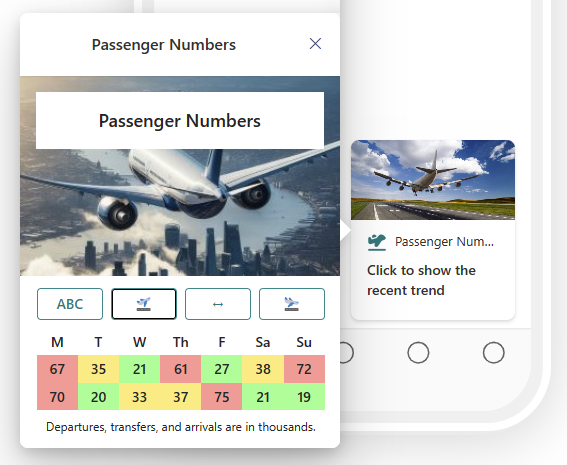 Passenger Numbers
Passenger Numbers
ABC
M T W Th F Sa Su
67 35 21 61 27 38 72
70 20 33 37 75 21 19
Departures, transfers, and arrivals are in thousands.
Passenger Num...
Click to show the
recent trend